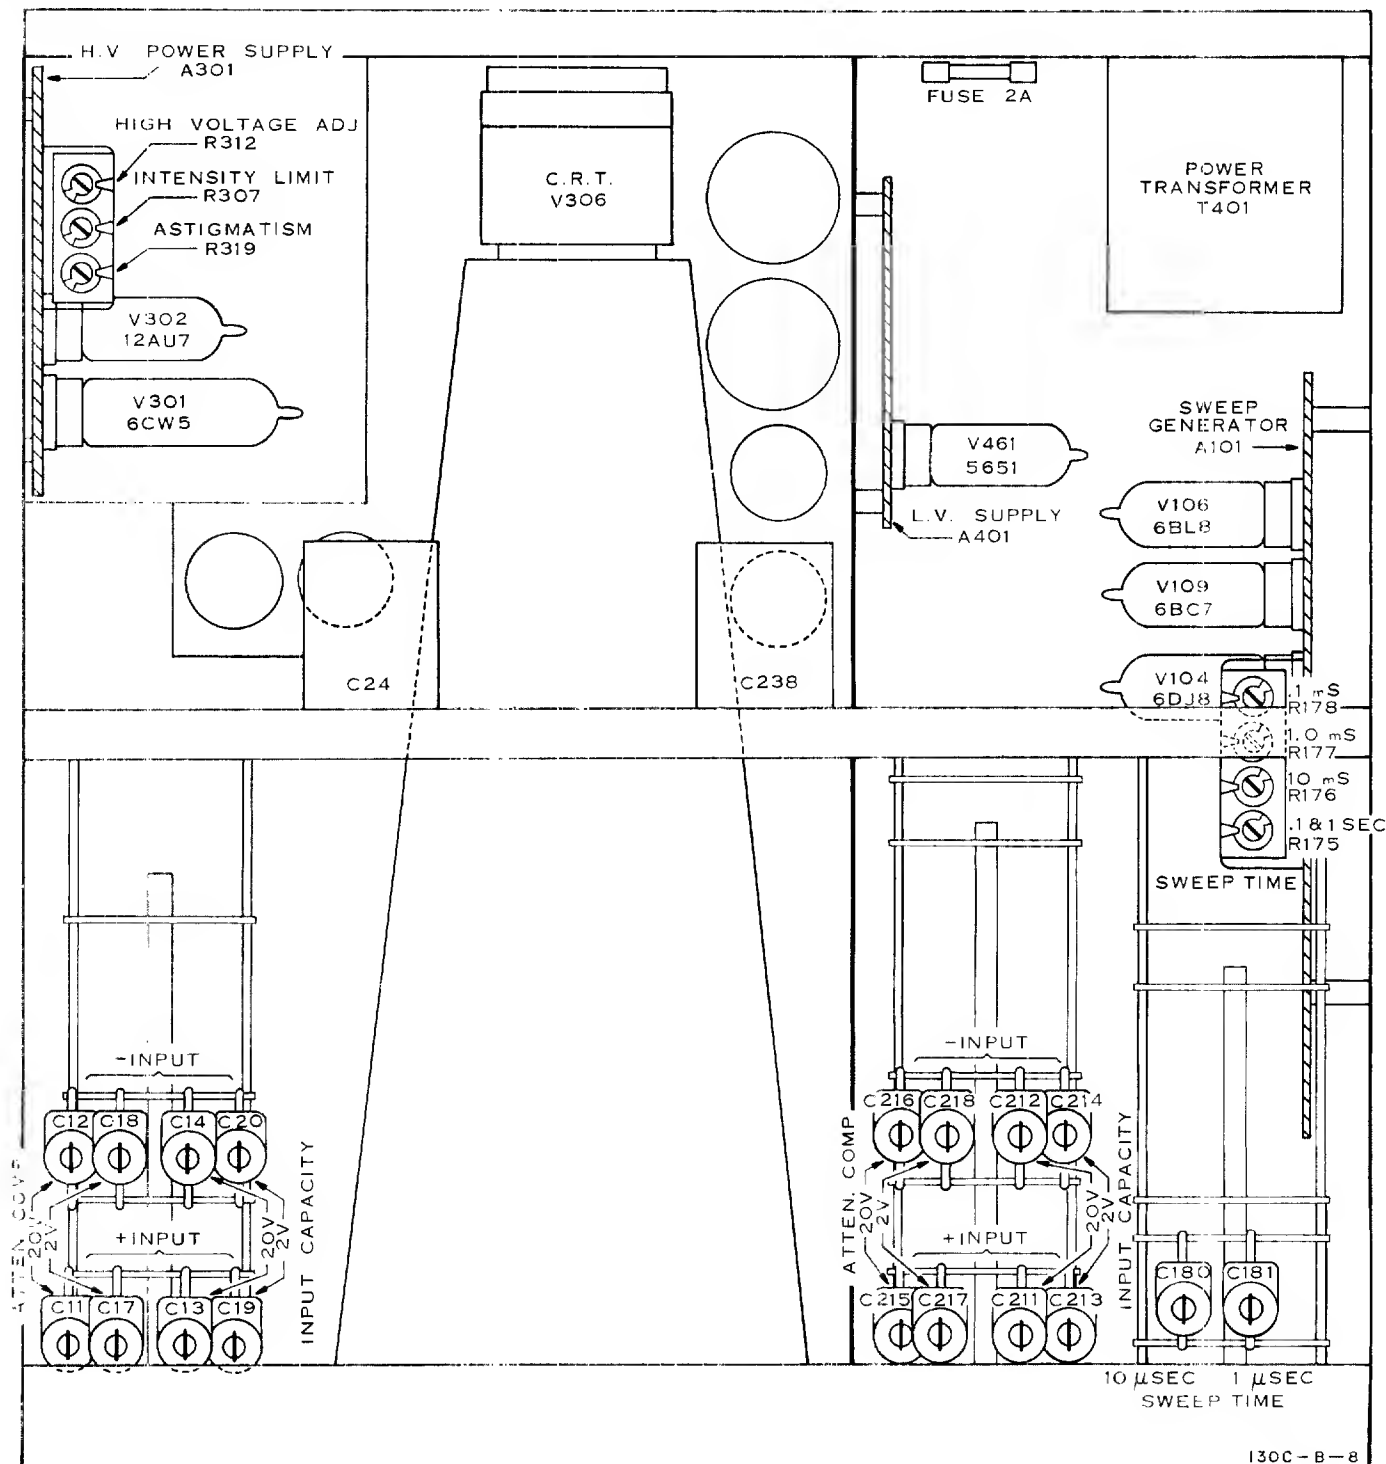 H.V POWER SUPPLY
A301
HIGH VOLTAGE ADJ
R312
INTENSITY LIMIT
R307
ASTIGMATISM
R319
V302
12AU7
V301
6CW5
C.R.T.
V306
FUSE 2A
POWER
TRANSFORMER
T401
V461
5651
L.V. SUPPLY
A401
SWEEP
GENERATOR
A101
V106
6BL8
V109
6BC7
V104
6DJ8
.1 mS
R178
1.0 mS
R177
10 mS
R176
.1 & 1 SEC
R175
SWEEP TIME
C24
C238
-INPUT
C12 C18 C14 C20
ATTEN COMP
20V
2V
20V
2V
INPUT CAPACITY
+INPUT
C11 C17 C13 C19
-INPUT
C216 C218 C212 C214
ATTEN. COMP
20V
2V
20V
2V
INPUT CAPACITY
+INPUT
C215 C217 C211 C213
C180 C181
10 µSEC 1 µSEC
SWEEP TIME
130C-B-8